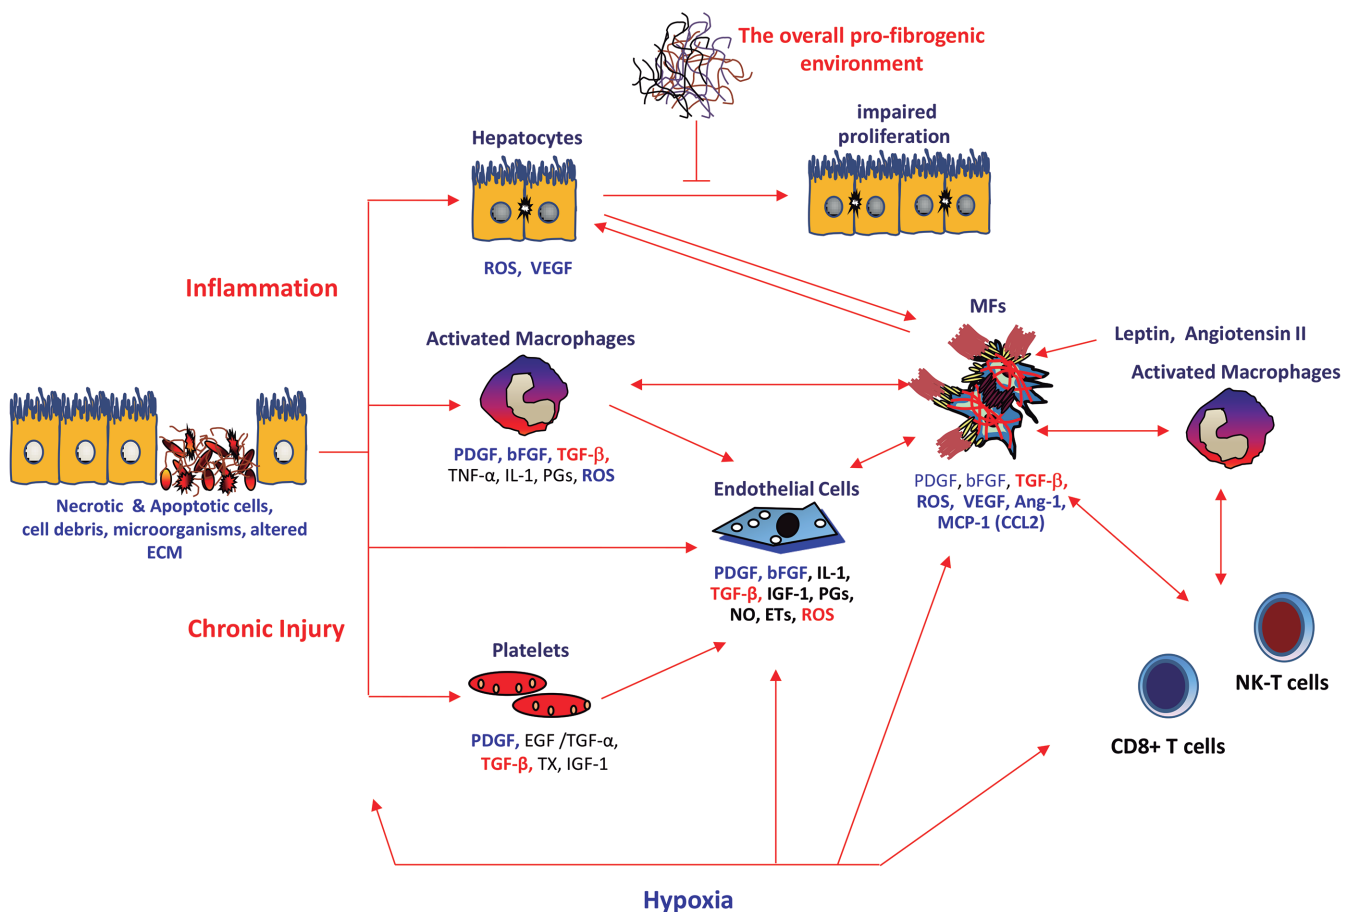 The overall pro-fibrogenic
environment
impaired
proliferation
Hepatocytes
ROS, VEGF
Inflammation
MFs
Leptin, Angiotensin II
Activated Macrophages
Activated Macrophages
PDGF, bFGF, TGF-β,
TNF-α, IL-1, PGs, ROS
Necrotic & Apoptotic cells,
cell debris, microorganisms, altered
ECM
Endothelial Cells
PDGF, bFGF, IL-1,
TGF-β, IGF-1, PGs,
NO, ETs, ROS
PDGF, bFGF, TGF-β,
ROS, VEGF, Ang-1,
MCP-1 (CCL2)
Chronic Injury
Platelets
PDGF, EGF /TGF-α,
TGF-β, TX, IGF-1
NK-T cells
CD8+ T cells
Hypoxia